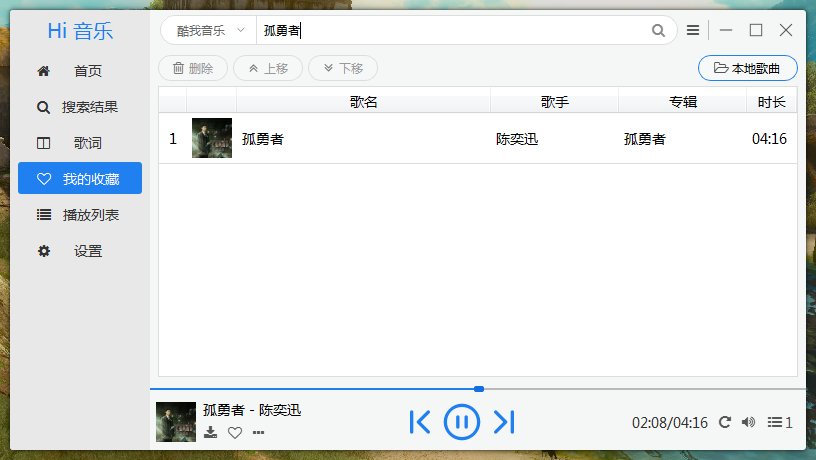 Hi 音乐
酷我音乐 孤勇者
首页
搜索结果
歌词
我的收藏
播放列表
设置
删除 上移 下移 本地歌曲
歌名 歌手 专辑 时长
1 孤勇者 陈奕迅 孤勇者 04:16
孤勇者 - 陈奕迅
02:08/04:16 1